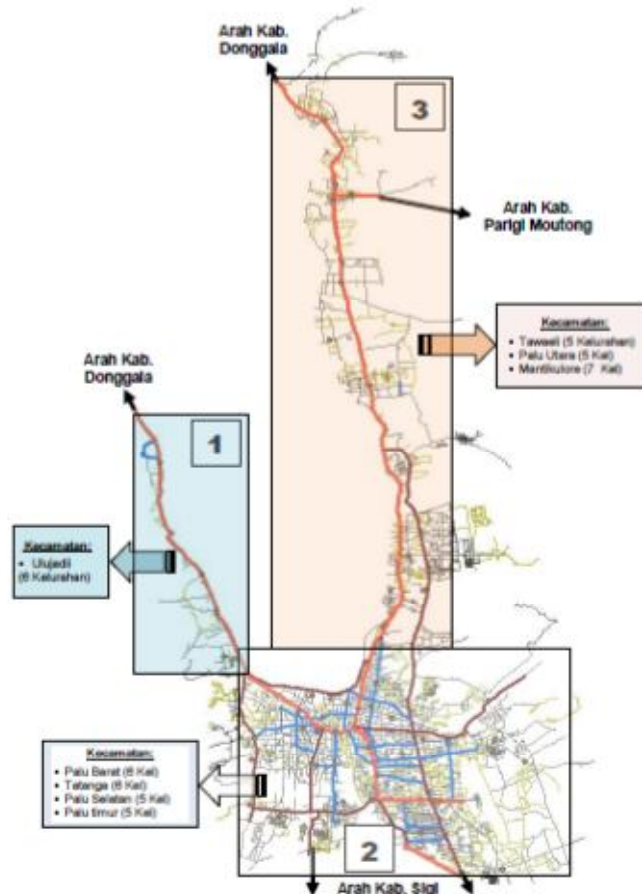 Arah Kab.
Donggala
3
Arah Kab.
Parigi Moutong
Kecamatan:
• Tawaeli (5 Kelurahan)
• Palu Utara (5 Kel)
• Mantikulore (7 Kel)
Arah Kab.
Donggala
1
Kecamatan:
• Ulujadi
(6 Kelurahan)
Kecamatan:
• Palu Barat (6 Kel)
• Tatanga (6 Kel)
• Palu Selatan (5 Kel)
• Palu timur (5 Kel)
2
Arah Kab. Sigi